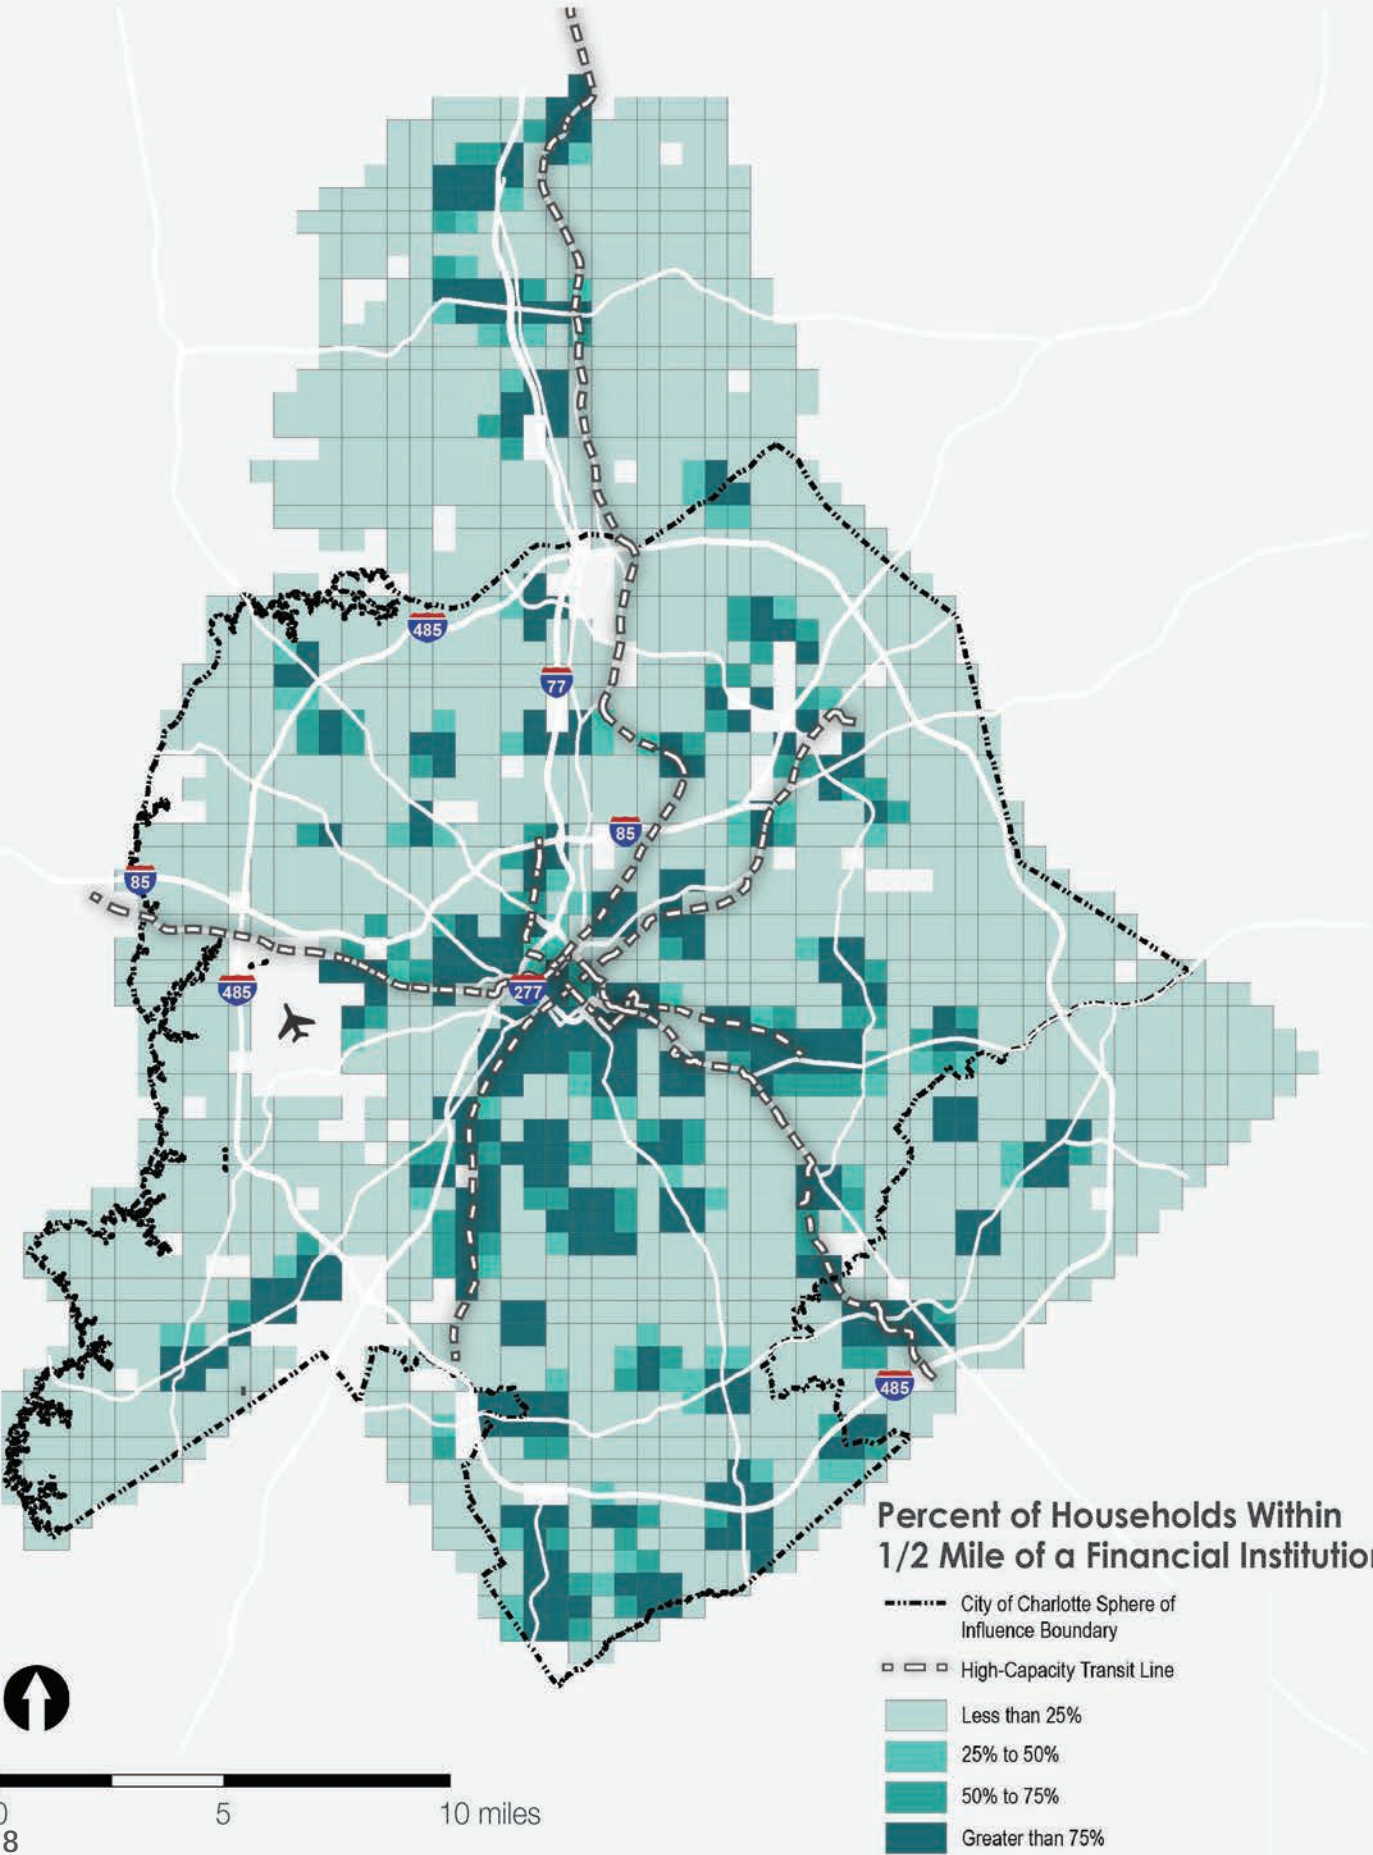 485
77
85
85
485
277
485
Percent of Households Within
1/2 Mile of a Financial Institution
City of Charlotte Sphere of
Influence Boundary
High-Capacity Transit Line
Less than 25%
25% to 50%
50% to 75%
Greater than 75%
0 5 10 miles
8